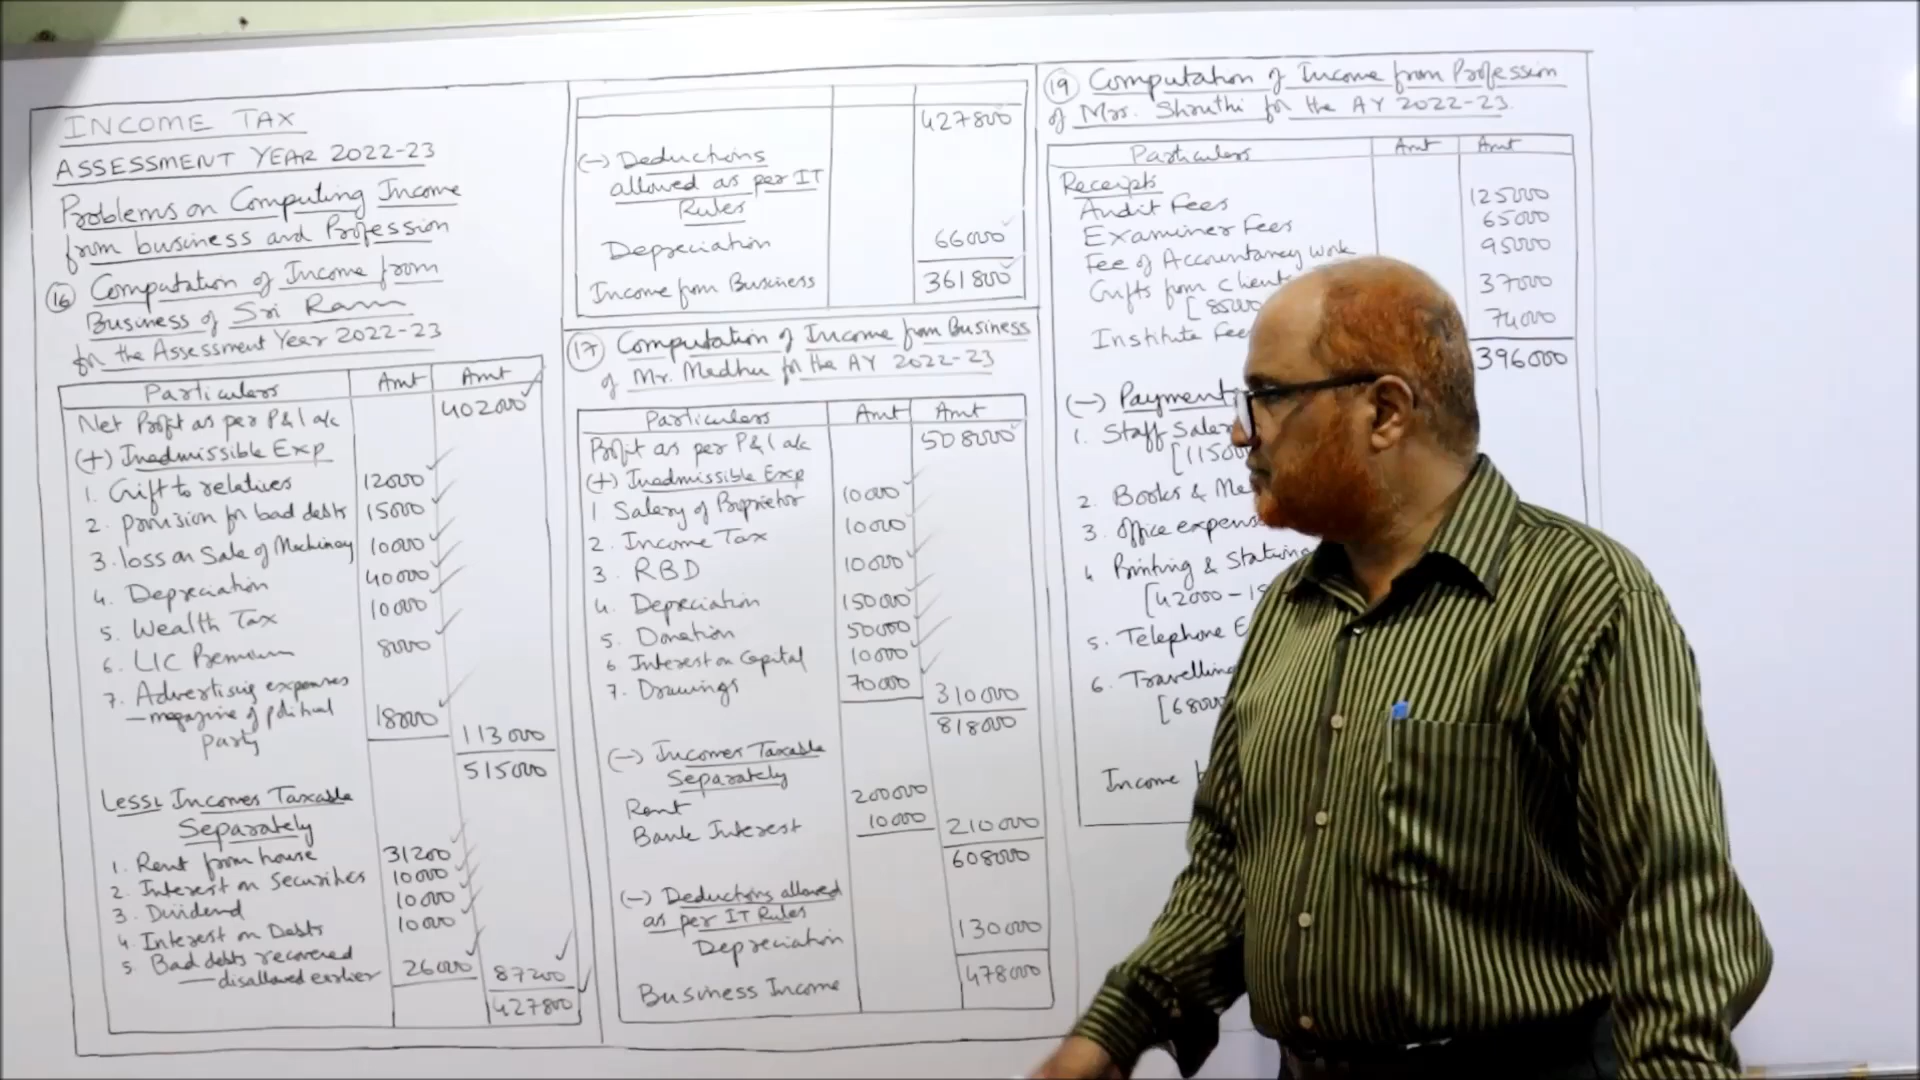 INCOME TAX
ASSESSMENT YEAR 2022-23
Problems on Computing Income
from business and Profession
16 Computation of Income from
Business of Sri Ram
for the Assessment Year 2022-23
Particulars Amt Amt
Net Profit as per P&L a/c 402000
(+) Inadmissible Exp
1. Gift to relatives 12000
2. provision for bad debts 15000
3. loss on Sale of Machinery 10000
4. Depreciation 40000
5. Wealth Tax 10000
6. LIC Premium 8000
7. Advertising expenses
— magazine of political
party 18000 113000
515000
Less: Incomes Taxable
Separately
1. Rent from house 31200
2. Interest on Securities 10000
3. Dividend 10000
4. Interest on Debts 10000
5. Bad debts recovered
— disallowed earlier 26000 87200
427800
427800
(-) Deductions
allowed as per IT
Rules
Depreciation 66000
Income from Business 361800
17 Computation of Income from Business
of Mr. Madhu for the AY 2022-23
Particulars Amt Amt
Profit as per P&L a/c 508000
(+) Inadmissible Exp
1 Salary of Proprietor 10000
2. Income Tax 10000
3. RBD 10000
4. Depreciation 150000
5. Donation 50000
6 Interest on Capital 10000
7. Drawings 70000 310000
818000
(-) Incomes Taxable
Separately
Rent 200000
Bank Interest 10000 210000
608000
(-) Deductions allowed
as per IT Rules
Depreciation 130000
Business Income 478000
19 Computation of Income from Profession
of Mrs. Shruthi for the AY 2022-23.
Particulars Amt Amt
Receipts
Audit Fees 125000
Examiner Fees 65000
Fee of Accountancy work 95000
Gifts from client 37000
Institute Fee 74000
396000
(-) Payment
1. Staff Salar
[11500
2. Books & Me
3. office expens
4 Printing & Stationa
[42000-
5. Telephone E
6. Travelling
[6800
Income